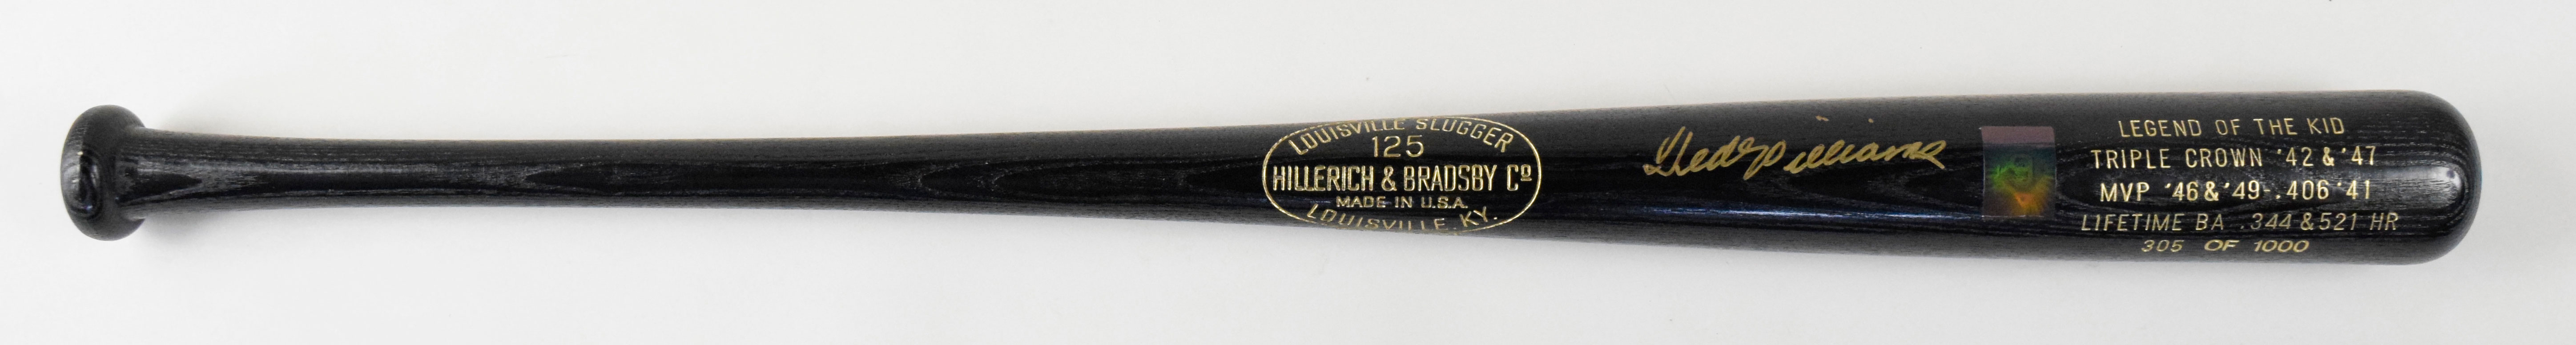 LOUISVILLE SLUGGER
125
HILLERICH & BRADSBY Cº
MADE IN U.S.A.
LOUISVILLE, KY.
Ted Williams
LEGEND OF THE KID
TRIPLE CROWN '42 & '47
MVP '46 & '49 - .406 '41
LIFETIME BA .344 & 521 HR
305 OF 1000